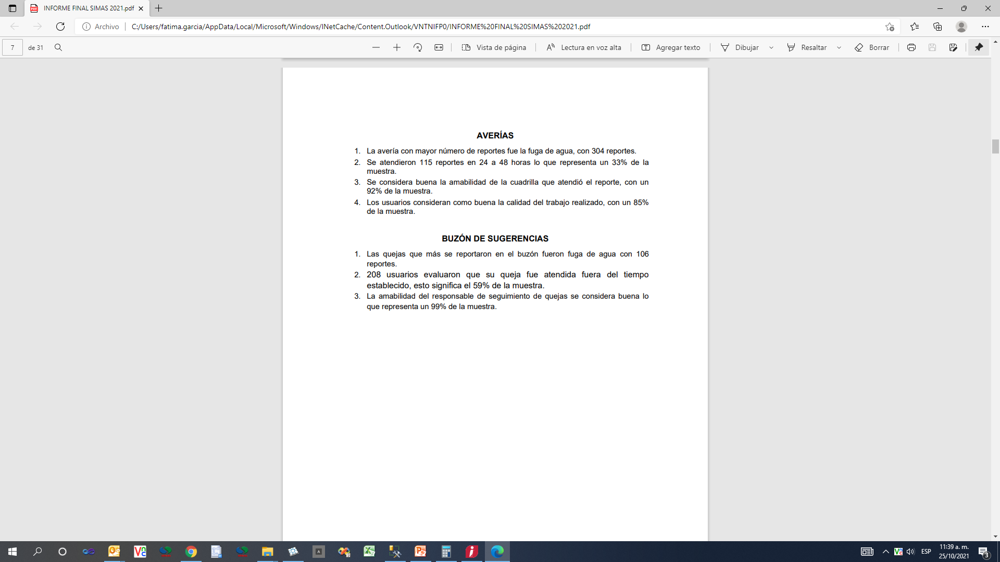 INFORME FINAL SIMAS 2021.pdf
Archivo
C:/Users/fatima.garcia/AppData/Local/Microsoft/Windows/INetCache/Content.Outlook/VNTNIFP0/INFORME%20FINAL%20SIMAS%202021.pdf
7 de 31
Vista de página
Lectura en voz alta
Agregar texto
Dibujar
Resaltar
Borrar
AVERÍAS
1. La avería con mayor número de reportes fue la fuga de agua, con 304 reportes.
2. Se atendieron 115 reportes en 24 a 48 horas lo que representa un 33% de la
muestra.
3. Se considera buena la amabilidad de la cuadrilla que atendió el reporte, con un
92% de la muestra.
4. Los usuarios consideran como buena la calidad del trabajo realizado, con un 85%
de la muestra.
BUZÓN DE SUGERENCIAS
1. Las quejas que más se reportaron en el buzón fueron fuga de agua con 106
reportes.
2. 208 usuarios evaluaron que su queja fue atendida fuera del tiempo
establecido, esto significa el 59% de la muestra.
3. La amabilidad del responsable de seguimiento de quejas se considera buena lo
que representa un 99% de la muestra.
ESP
11:39 a. m.
25/10/2021
3